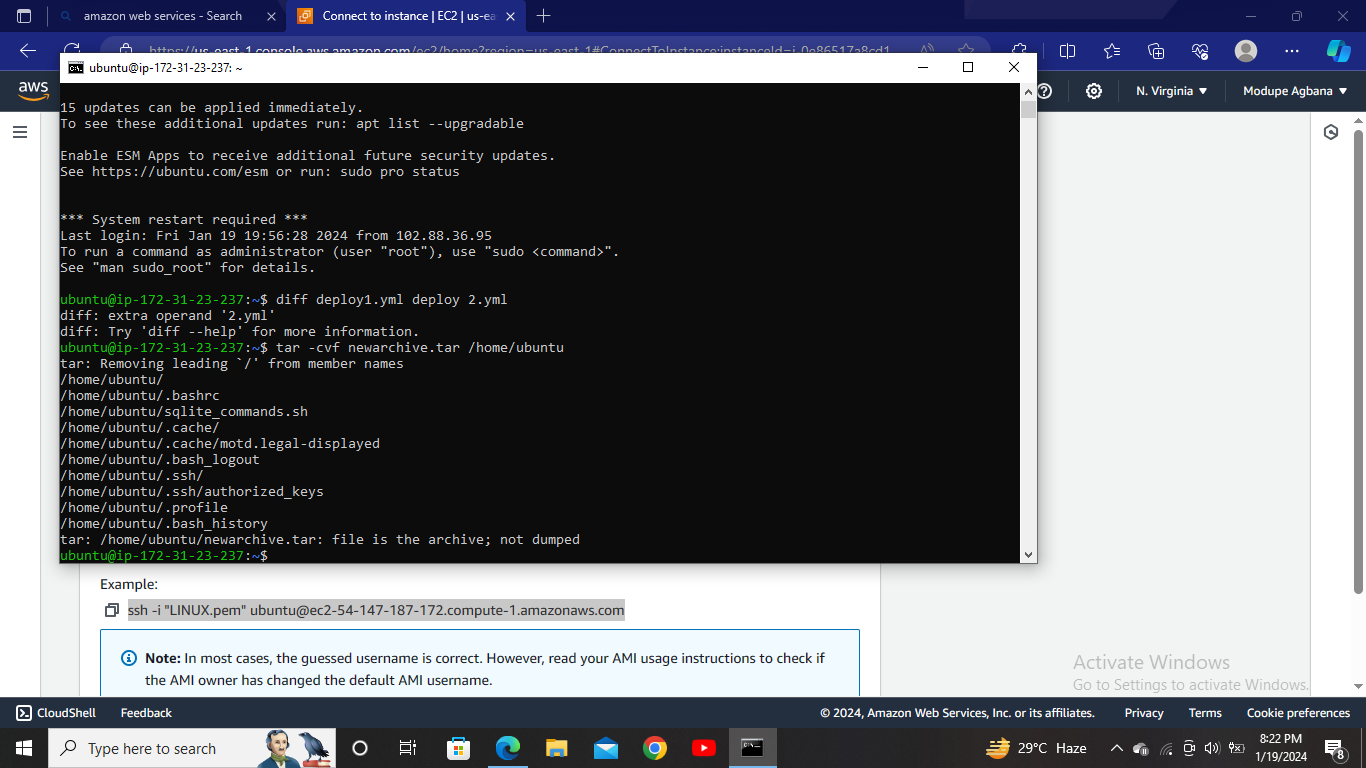 amazon web services - Search
Connect to instance | EC2 | us-ea
https://us-east-1.console.aws.amazon.com/ec2/home?region=us-east-1#ConnectToInstance:instanceId=i-0e86517a8cd1
ubuntu@ip-172-31-23-237: ~
aws
N. Virginia
Modupe Agbana
15 updates can be applied immediately.
To see these additional updates run: apt list --upgradable
Enable ESM Apps to receive additional future security updates.
See https://ubuntu.com/esm or run: sudo pro status
*** System restart required ***
Last login: Fri Jan 19 19:56:28 2024 from 102.88.36.95
To run a command as administrator (user "root"), use "sudo <command>".
See "man sudo_root" for details.
ubuntu@ip-172-31-23-237:~$ diff deploy1.yml deploy 2.yml
diff: extra operand '2.yml'
diff: Try 'diff --help' for more information.
ubuntu@ip-172-31-23-237:~$ tar -cvf newarchive.tar /home/ubuntu
tar: Removing leading `/' from member names
/home/ubuntu/
/home/ubuntu/.bashrc
/home/ubuntu/sqlite_commands.sh
/home/ubuntu/.cache/
/home/ubuntu/.cache/motd.legal-displayed
/home/ubuntu/.bash_logout
/home/ubuntu/.ssh/
/home/ubuntu/.ssh/authorized_keys
/home/ubuntu/.profile
/home/ubuntu/.bash_history
tar: /home/ubuntu/newarchive.tar: file is the archive; not dumped
ubuntu@ip-172-31-23-237:~$
Example:
ssh -i "LINUX.pem" ubuntu@ec2-54-147-187-172.compute-1.amazonaws.com
Note: In most cases, the guessed username is correct. However, read your AMI usage instructions to check if
the AMI owner has changed the default AMI username.
Activate Windows
Go to Settings to activate Windows.
CloudShell
Feedback
© 2024, Amazon Web Services, Inc. or its affiliates.
Privacy
Terms
Cookie preferences
Type here to search
29°C Haze
8:22 PM
1/19/2024
8